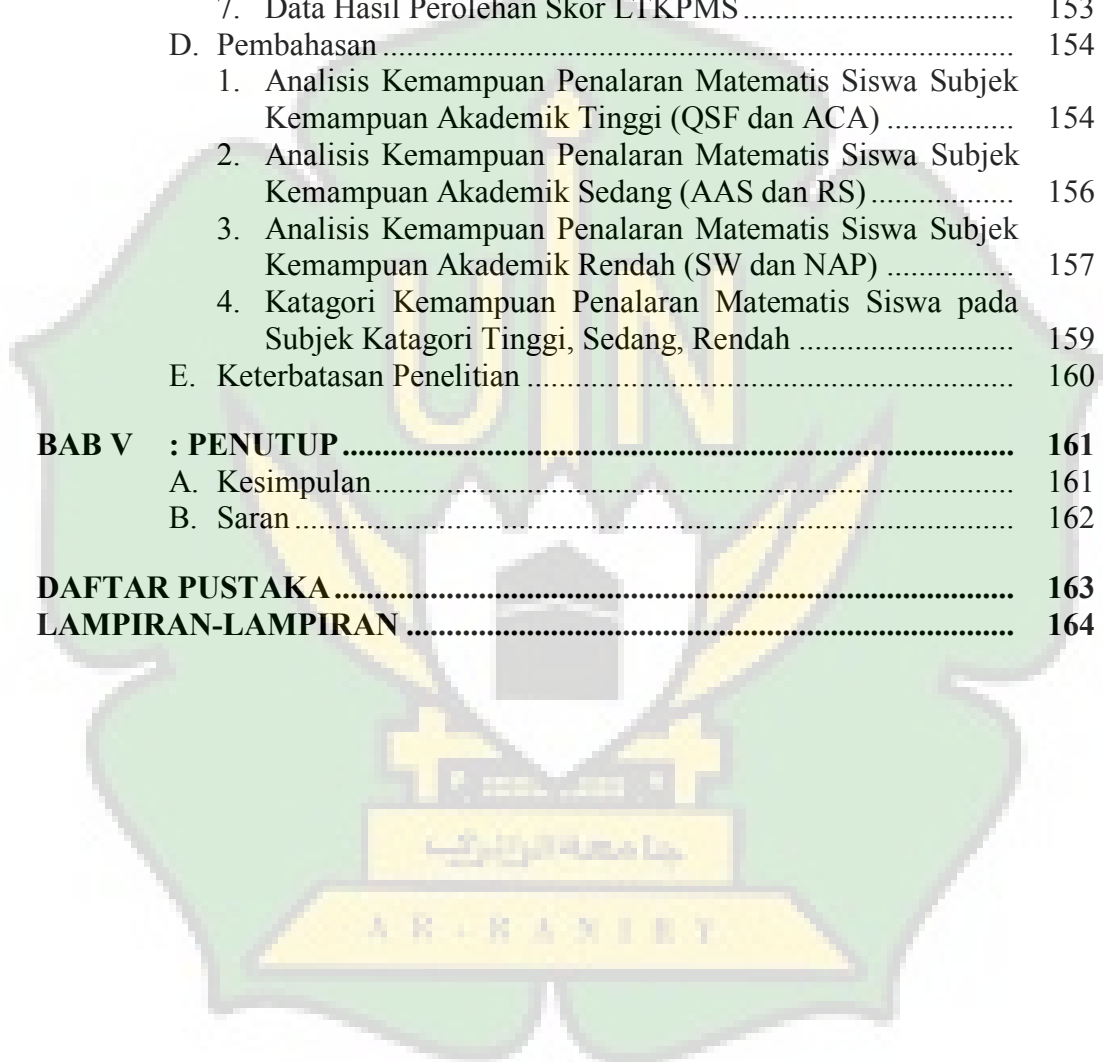 7. Data Hasil Perolehan Skor LTKPMS ................................. 153
D. Pembahasan ........................................................................ 154
1. Analisis Kemampuan Penalaran Matematis Siswa Subjek
Kemampuan Akademik Tinggi (QSF dan ACA) ................ 154
2. Analisis Kemampuan Penalaran Matematis Siswa Subjek
Kemampuan Akademik Sedang (AAS dan RS) .................. 156
3. Analisis Kemampuan Penalaran Matematis Siswa Subjek
Kemampuan Akademik Rendah (SW dan NAP) ................ 157
4. Katagori Kemampuan Penalaran Matematis Siswa pada
Subjek Katagori Tinggi, Sedang, Rendah ......................... 159
E. Keterbatasan Penelitian ........................................................ 160
BAB V : PENUTUP ............................................................................. 161
A. Kesimpulan ......................................................................... 161
B. Saran ................................................................................... 162
DAFTAR PUSTAKA .............................................................................. 163
LAMPIRAN-LAMPIRAN ...................................................................... 164
UIN
جامعة الرانري
AR-RANIRY